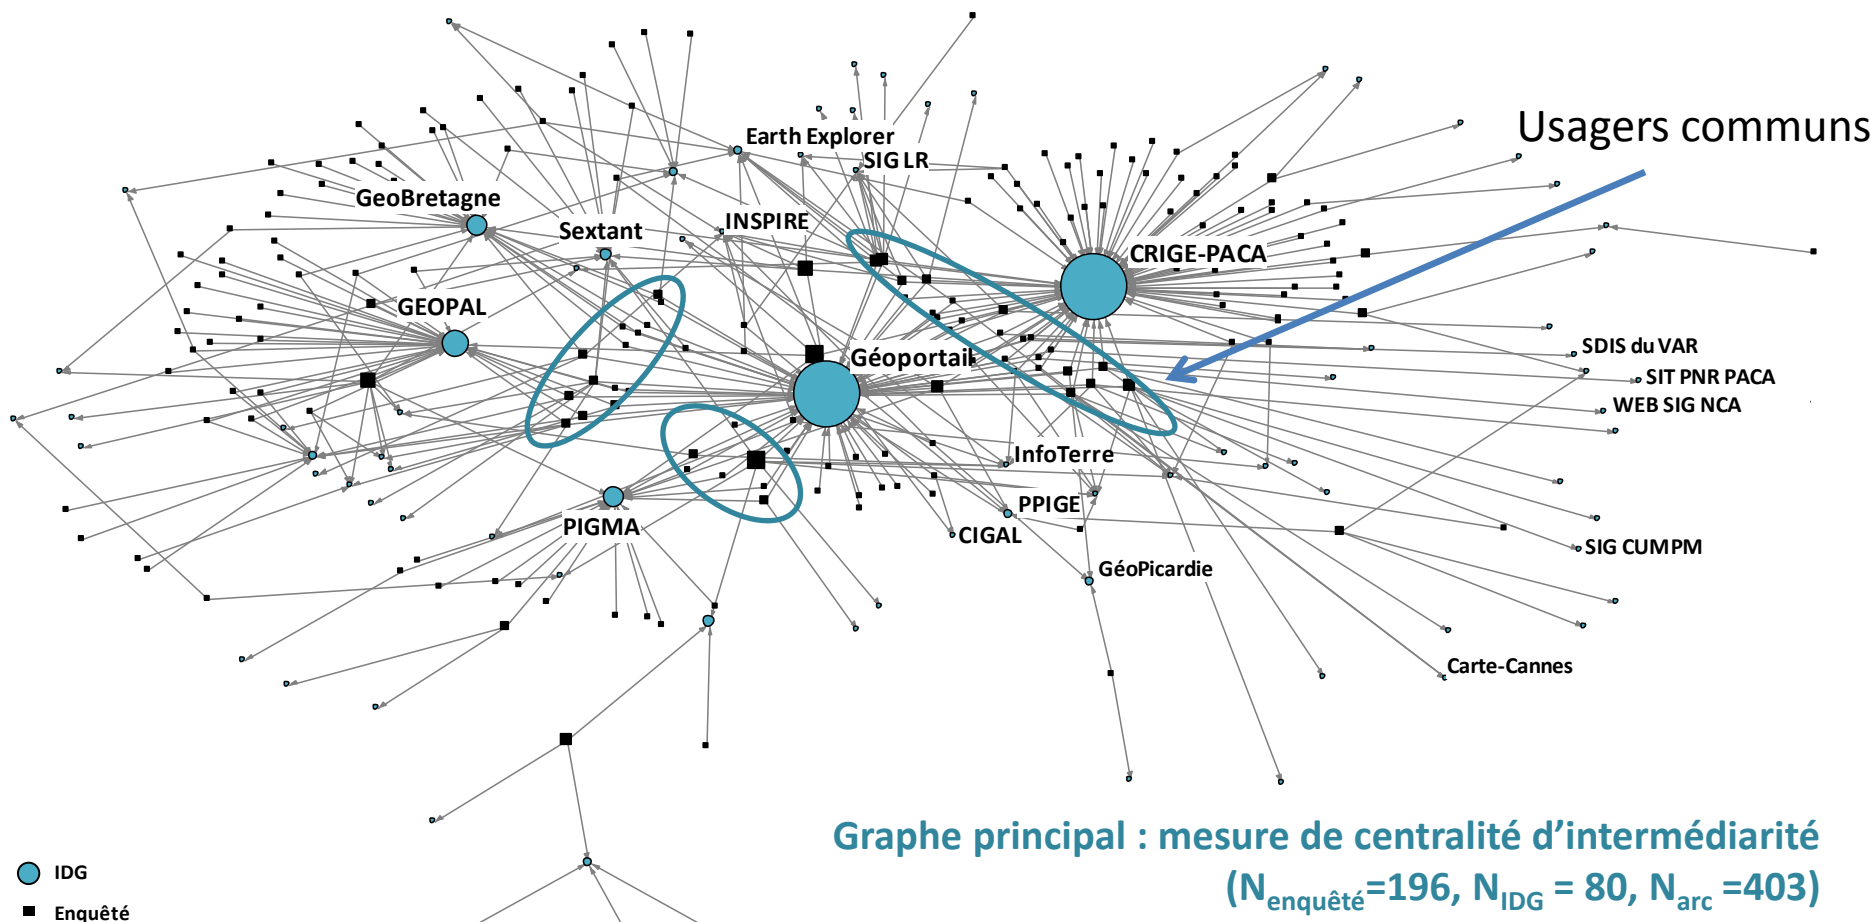 Usagers communs
Earth Explorer
SIG LR
GeoBretagne
Sextant
INSPIRE
CRIGE-PACA
GEOPAL
Géoportail
SDIS du VAR
SIT PNR PACA
WEB SIG NCA
InfoTerre
PPIGE
PIGMA
CIGAL
SIG CUMPM
GéoPicardie
Carte-Cannes
Graphe principal : mesure de centralité d’intermédiarité
(Nenquêté=196, NIDG = 80, Narc =403)
IDG
Enquêté